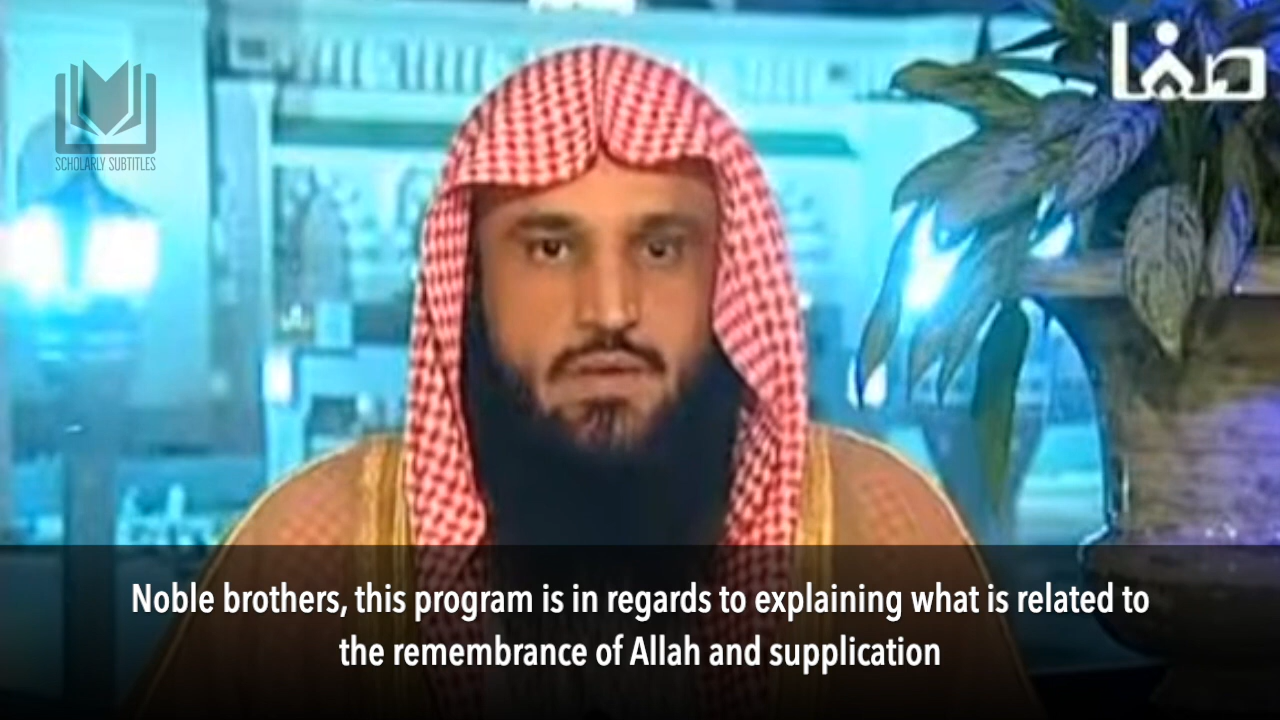 صفا
SCHOLARLY SUBTITLES
Noble brothers, this program is in regards to explaining what is related to
the remembrance of Allah and supplication